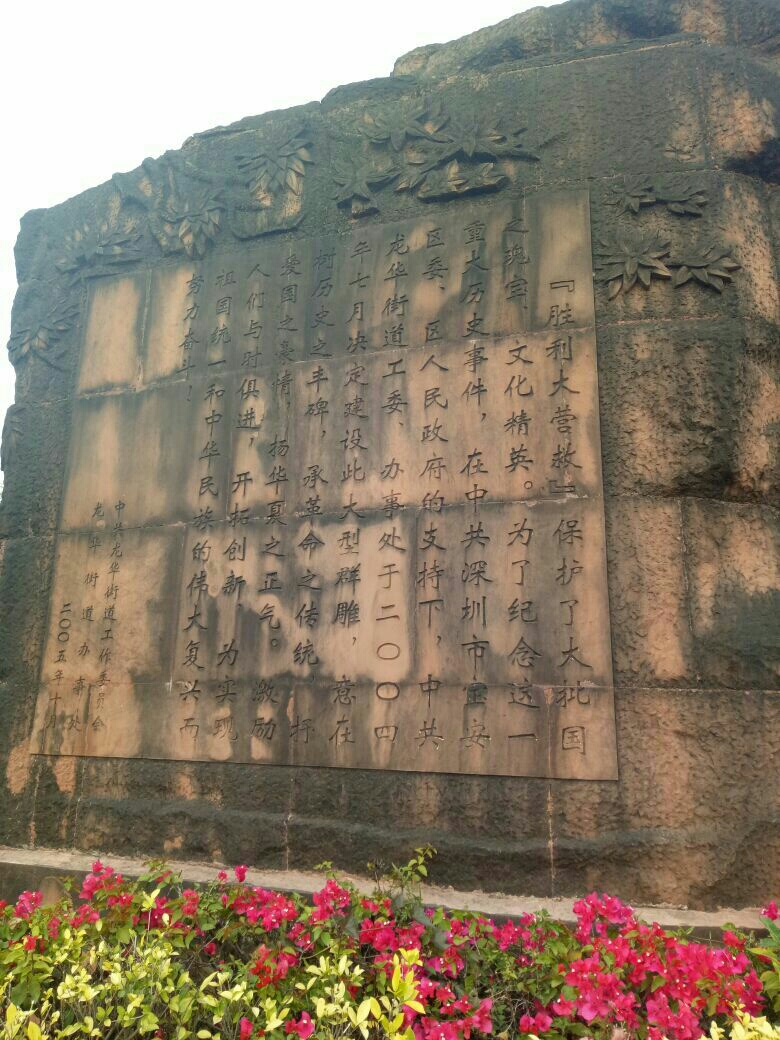 『胜利大营救』保护了大批国
之瑰宝、文化精英。为了纪念这一
重大历史事件，在中共深圳市宝安
区委、区人民政府的支持下，中共
龙华街道工委、办事处于二〇〇四
年七月决定建设此大型群雕，意在
树历史之丰碑，承革命之传统，抒
爱国之豪情，扬华夏之正气。激励
人们与时俱进，开拓创新，为实现
祖国统一和中华民族的伟大复兴而
努力奋斗！
中共龙华街道工作委员会
龙华街道办事处
二〇〇五年十月